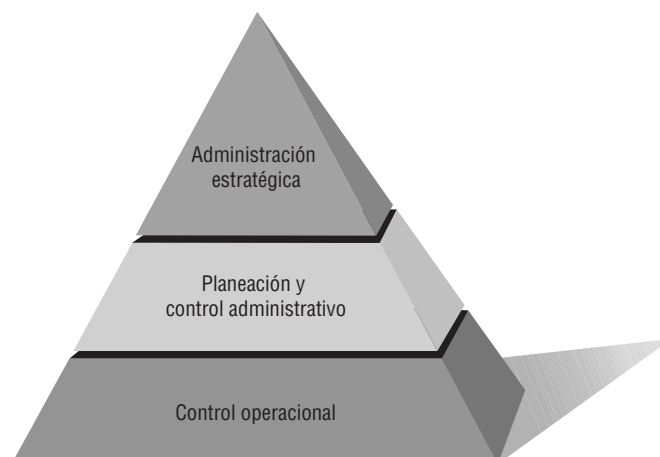 Administración
estratégica
Planeación y
control administrativo
Control operacional